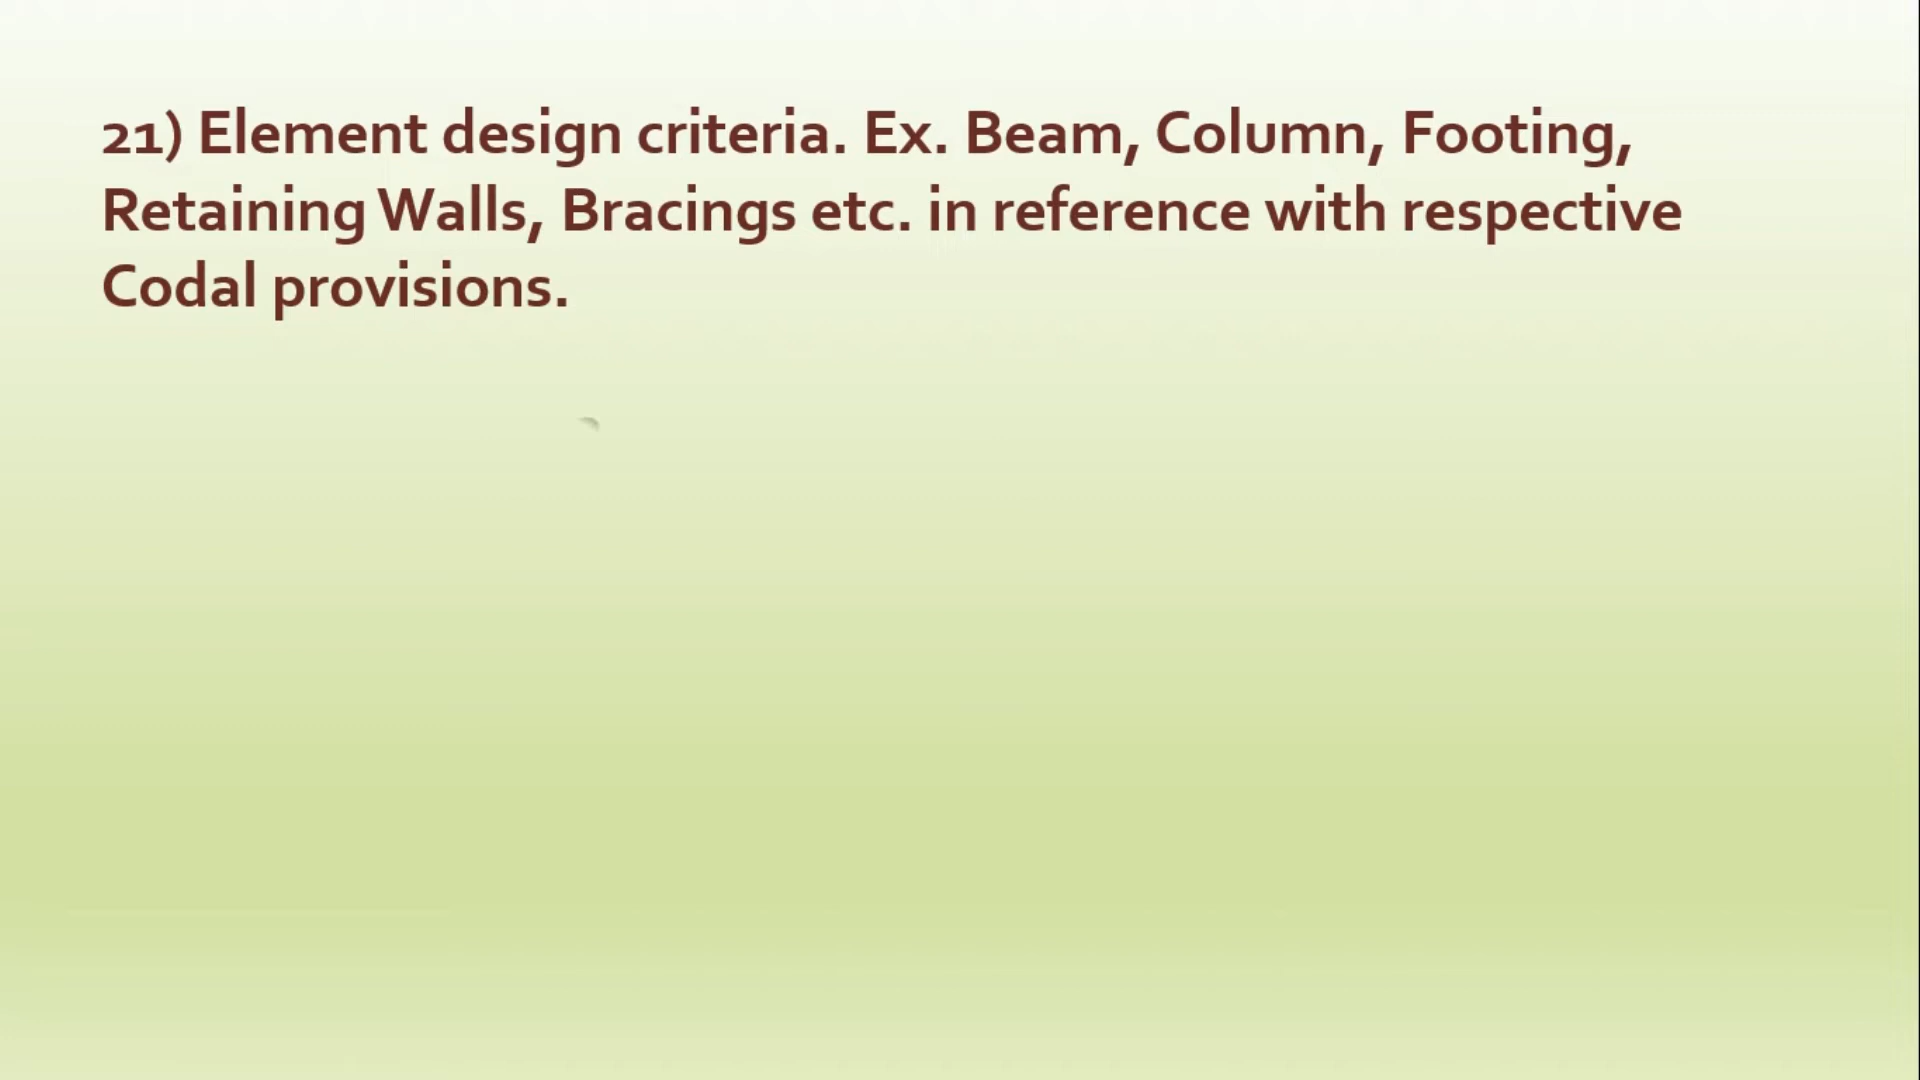 21) Element design criteria. Ex. Beam, Column, Footing,
Retaining Walls, Bracings etc. in reference with respective
Codal provisions.